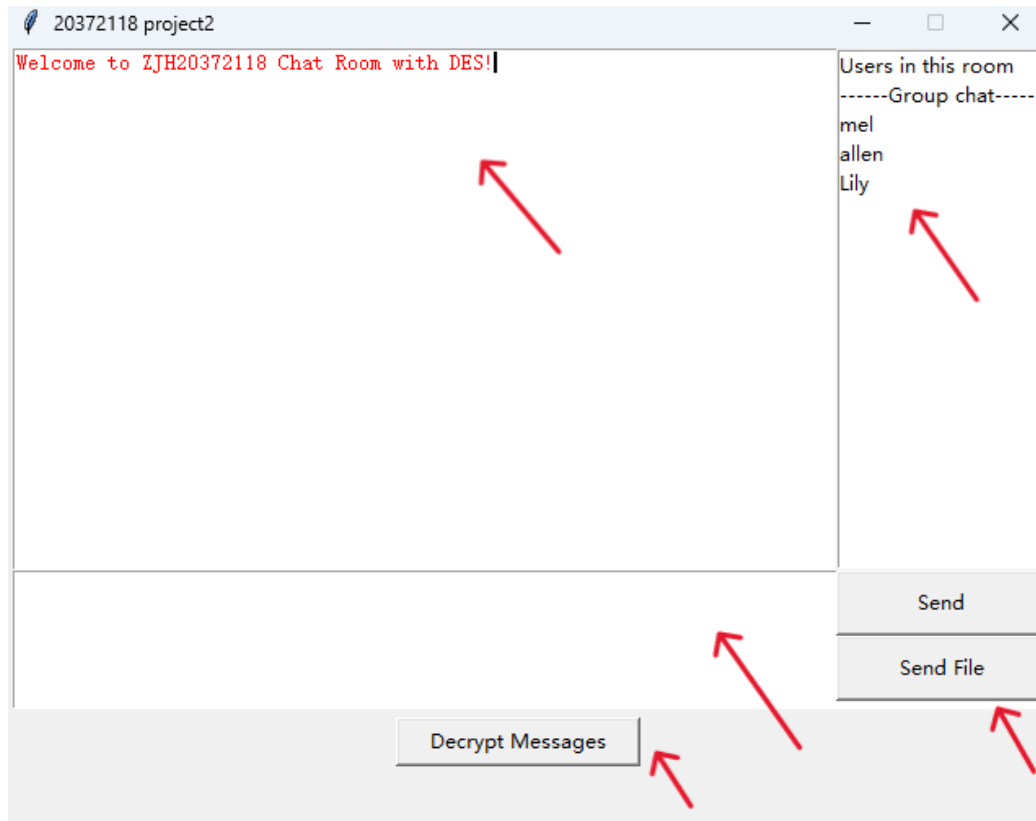 20372118 project2
Welcome to ZJH20372118 Chat Room with DES!
Users in this room
------Group chat-----
mel
allen
Lily
Send
Send File
Decrypt Messages